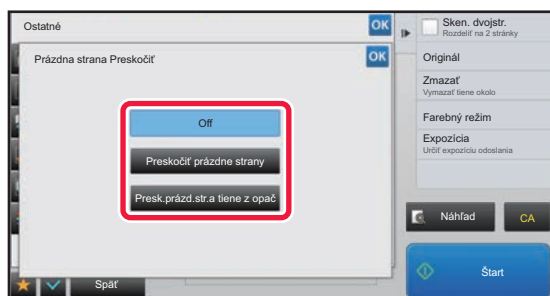 Ostatné
OK
Prázdna strana Preskočiť
OK
Off
Preskočiť prázdne strany
Presk.prázd.str.a tiene z opač
Späť
Sken. dvojstr.
Rozdeliť na 2 stránky
Originál
Zmazať
Vymazať tiene okolo
Farebný režim
Expozícia
Určiť expozíciu odoslania
Náhľad
CA
Štart